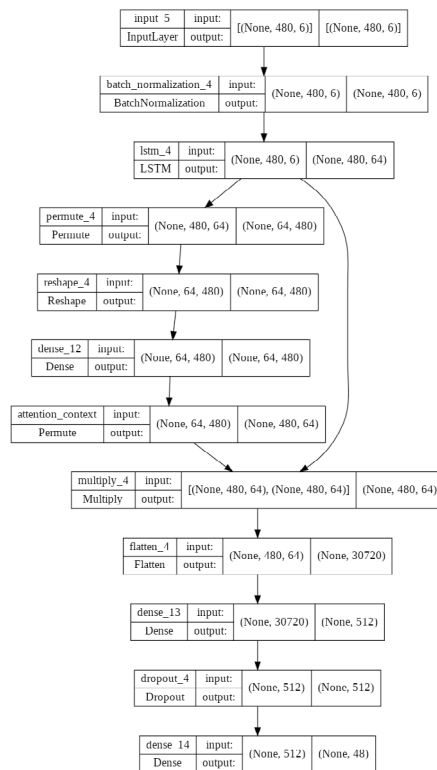 input_5 input: [(None, 480, 6)] [(None, 480, 6)]
InputLayer output:
batch_normalization_4 input: (None, 480, 6) (None, 480, 6)
BatchNormalization output:
lstm_4 input: (None, 480, 6) (None, 480, 64)
LSTM output:
permute_4 input: (None, 480, 64) (None, 64, 480)
Permute output:
reshape_4 input: (None, 64, 480) (None, 64, 480)
Reshape output:
dense_12 input: (None, 64, 480) (None, 64, 480)
Dense output:
attention_context input: (None, 64, 480) (None, 480, 64)
Permute output:
multiply_4 input: [(None, 480, 64), (None, 480, 64)] (None, 480, 64)
Multiply output:
flatten_4 input: (None, 480, 64) (None, 30720)
Flatten output:
dense_13 input: (None, 30720) (None, 512)
Dense output:
dropout_4 input: (None, 512) (None, 512)
Dropout output:
dense_14 input: (None, 512) (None, 48)
Dense output: